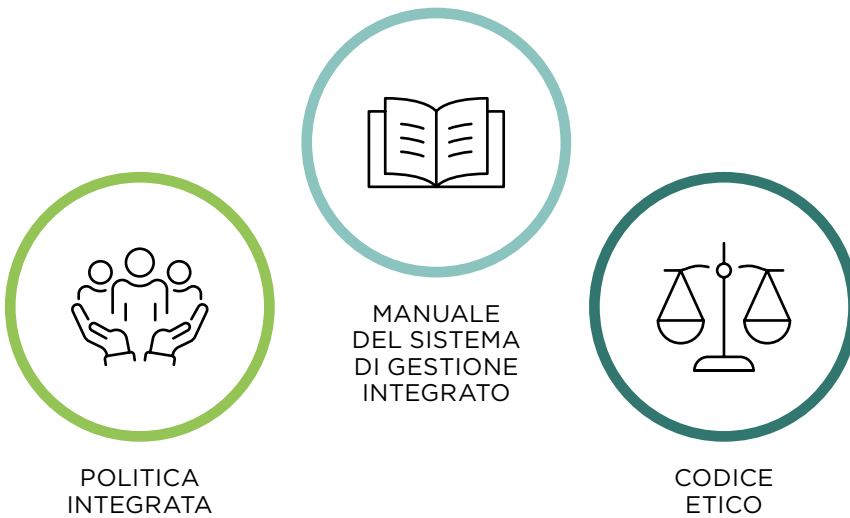 MANUALE
DEL SISTEMA
DI GESTIONE
INTEGRATO
POLITICA
INTEGRATA
CODICE
ETICO